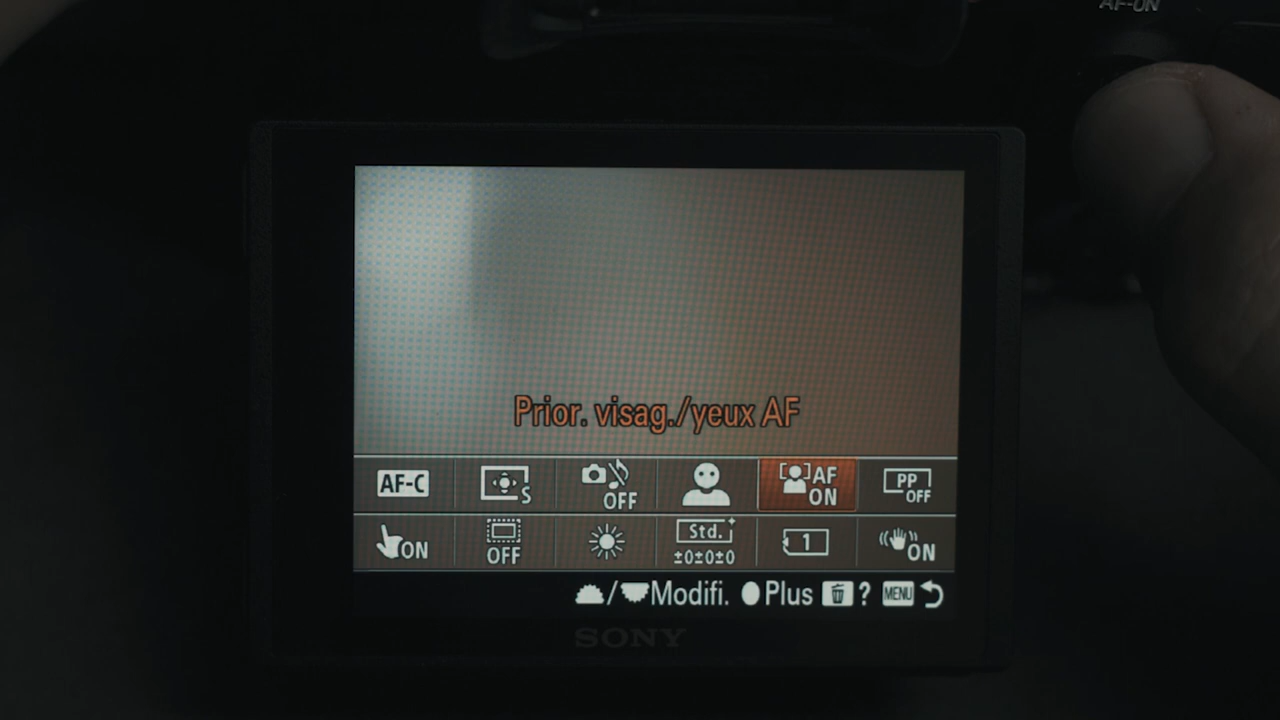 AF-ON
Prior. visag./yeux AF
AF-C
S
OFF
AF ON
PP OFF
ON
OFF
Std.
±0±0±0
1
ON
/ Modifi. Plus ? MENU
SONY